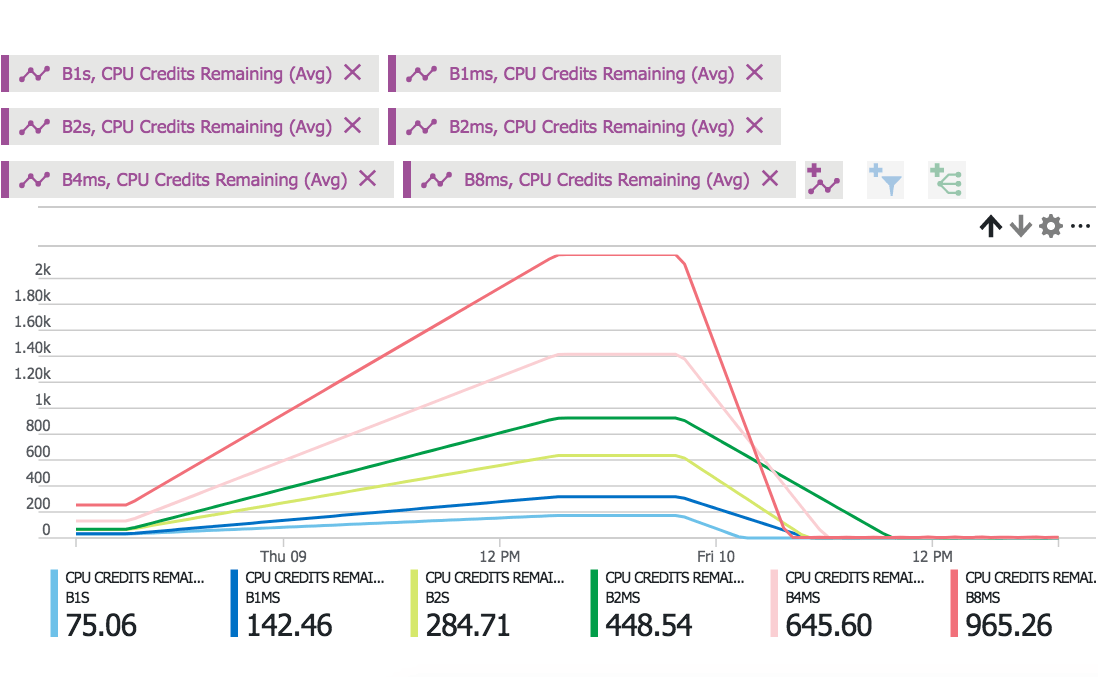 B1s, CPU Credits Remaining (Avg) B1ms, CPU Credits Remaining (Avg)
B2s, CPU Credits Remaining (Avg) B2ms, CPU Credits Remaining (Avg)
B4ms, CPU Credits Remaining (Avg) B8ms, CPU Credits Remaining (Avg)
2k
1.80k
1.60k
1.40k
1.20k
1k
800
600
400
200
0
Thu 09 12 PM Fri 10 12 PM
CPU CREDITS REMAI... CPU CREDITS REMAI... CPU CREDITS REMAI... CPU CREDITS REMAI... CPU CREDITS REMAI... CPU CREDITS REMAI.
B1S B1MS B2S B2MS B4MS B8MS
75.06 142.46 284.71 448.54 645.60 965.26